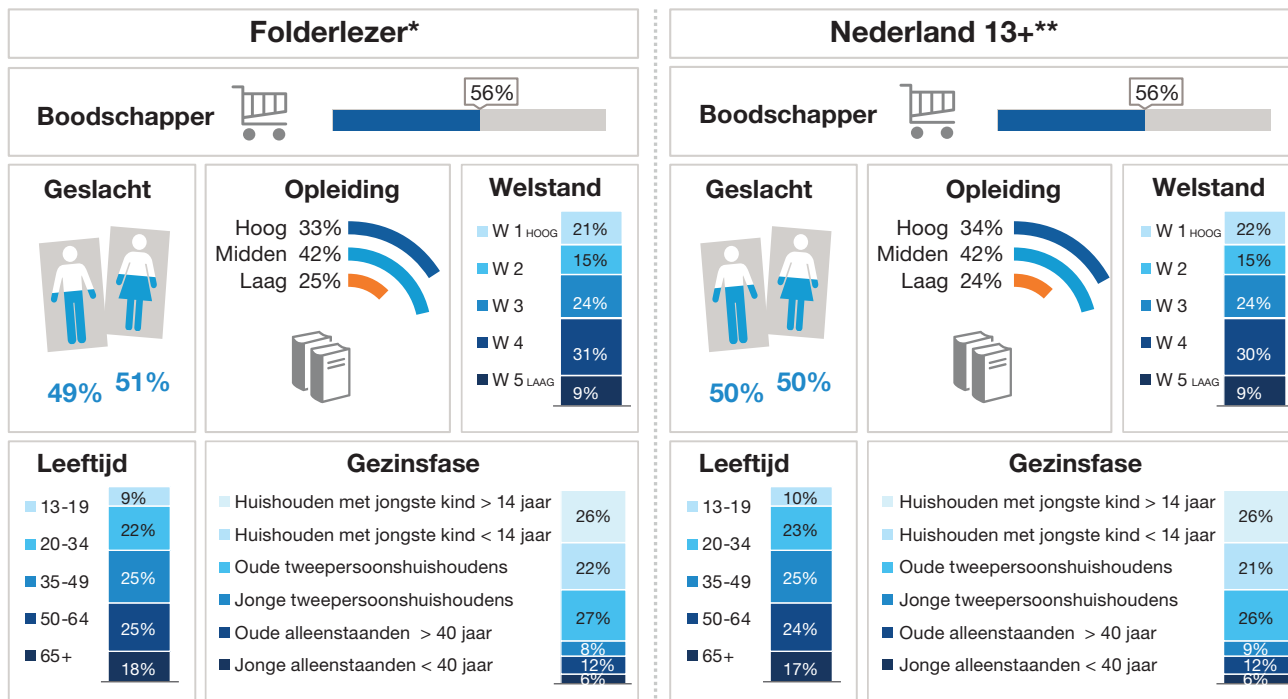 Folderlezer*
Boodschapper
56%
Geslacht
49% 51%
Opleiding
Hoog 33%
Midden 42%
Laag 25%
Welstand
W 1 HOOG 21%
W 2 15%
W 3 24%
W 4 31%
W 5 LAAG 9%
Leeftijd
13-19 9%
20-34 22%
35-49 25%
50-64 25%
65+ 18%
Gezinsfase
Huishouden met jongste kind > 14 jaar 26%
Huishouden met jongste kind < 14 jaar 22%
Oude tweepersoonshuishoudens 27%
Jonge tweepersoonshuishoudens 8%
Oude alleenstaanden > 40 jaar 12%
Jonge alleenstaanden < 40 jaar 6%
Nederland 13+**
Boodschapper
56%
Geslacht
50% 50%
Opleiding
Hoog 34%
Midden 42%
Laag 24%
Welstand
W 1 HOOG 22%
W 2 15%
W 3 24%
W 4 30%
W 5 LAAG 9%
Leeftijd
13-19 10%
20-34 23%
35-49 25%
50-64 24%
65+ 17%
Gezinsfase
Huishouden met jongste kind > 14 jaar 26%
Huishouden met jongste kind < 14 jaar 21%
Oude tweepersoonshuishoudens 26%
Jonge tweepersoonshuishoudens 9%
Oude alleenstaanden > 40 jaar 12%
Jonge alleenstaanden < 40 jaar 6%